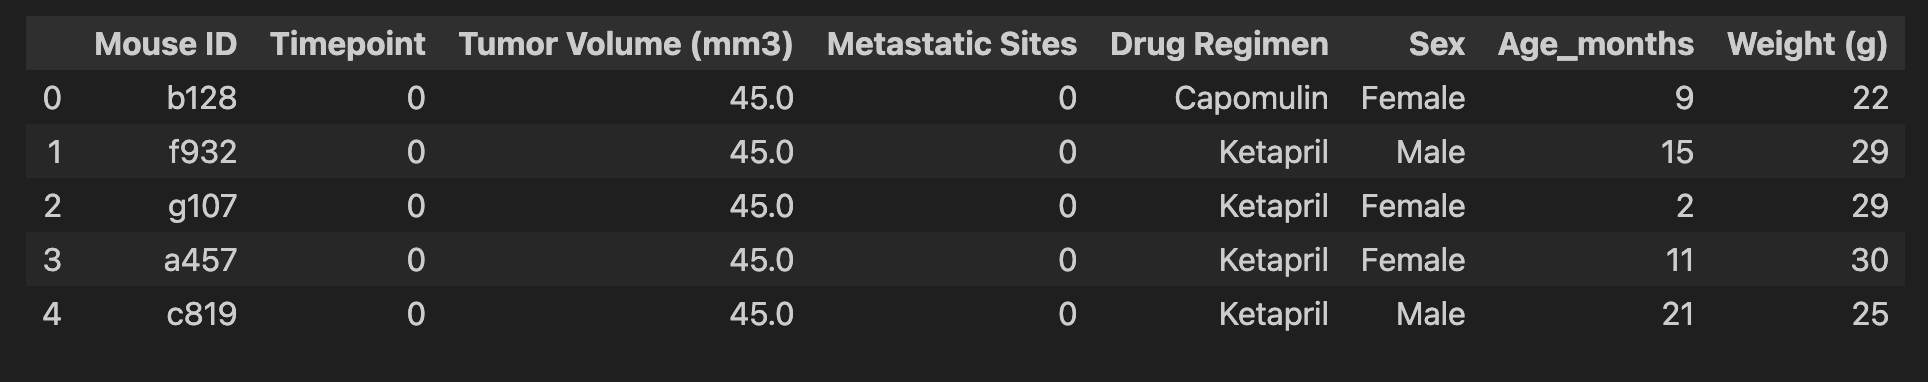 Mouse ID Timepoint Tumor Volume (mm3) Metastatic Sites Drug Regimen Sex Age_months Weight (g)
0 b128 0 45.0 0 Capomulin Female 9 22
1 f932 0 45.0 0 Ketapril Male 15 29
2 g107 0 45.0 0 Ketapril Female 2 29
3 a457 0 45.0 0 Ketapril Female 11 30
4 c819 0 45.0 0 Ketapril Male 21 25